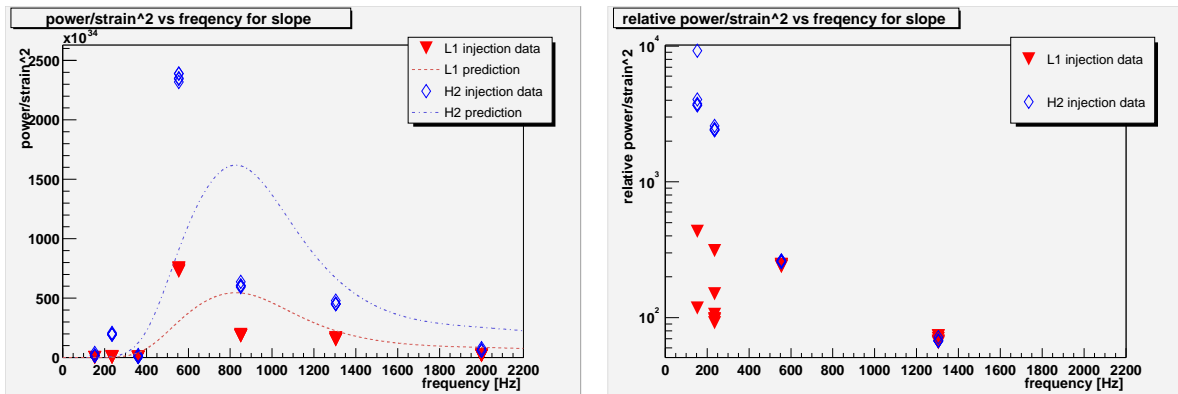 power/strain^2 vs freqency for slope
x10^34
power/strain^2
2500
2000
1500
1000
500
0
0 200 400 600 800 1000 1200 1400 1600 1800 2000 2200
frequency [Hz]
L1 injection data
L1 prediction
H2 injection data
H2 prediction
relative power/strain^2 vs freqency for slope
relative power/strain^2
10^4
10^3
10^2
0 200 400 600 800 1000 1200 1400 1600 1800 2000 2200
frequency [Hz]
L1 injection data
H2 injection data